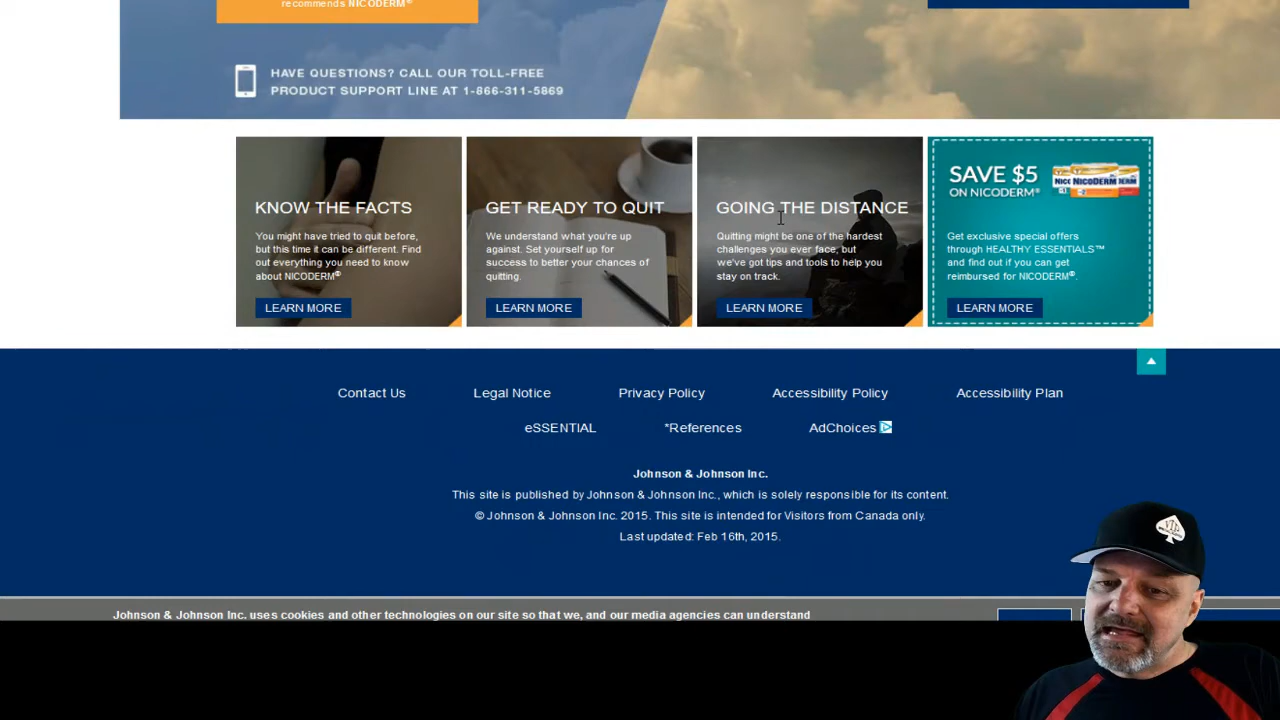 recommends NICODERM®
HAVE QUESTIONS? CALL OUR TOLL-FREE
PRODUCT SUPPORT LINE AT 1-866-311-5869
KNOW THE FACTS
You might have tried to quit before,
but this time it can be different. Find
out everything you need to know
about NICODERM®
LEARN MORE
GET READY TO QUIT
We understand what you're up
against. Set yourself up for
success to better your chances of
quitting.
LEARN MORE
GOING THE DISTANCE
Quitting might be one of the hardest
challenges you ever face, but
we've got tips and tools to help you
stay on track.
LEARN MORE
SAVE $5
ON NICODERM®
NICODERM
Get exclusive special offers
through HEALTHY ESSENTIALS™
and find out if you can get
reimbursed for NICODERM®.
LEARN MORE
Contact Us Legal Notice Privacy Policy Accessibility Policy Accessibility Plan
eSSENTIAL *References AdChoices
Johnson & Johnson Inc.
This site is published by Johnson & Johnson Inc., which is solely responsible for its content.
© Johnson & Johnson Inc. 2015. This site is intended for Visitors from Canada only.
Last updated: Feb 16th, 2015.
Johnson & Johnson Inc. uses cookies and other technologies on our site so that we, and our media agencies can understand
VIP